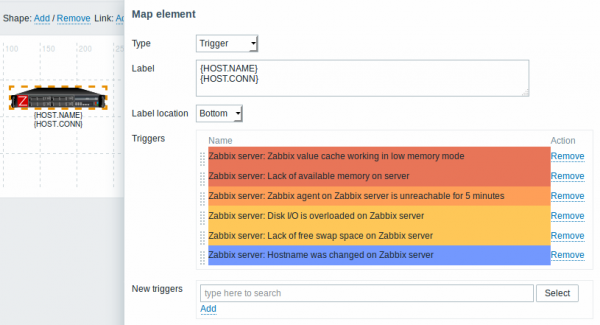 Shape: Add / Remove Link: Ad
100 150 200 250
Z
{HOST.NAME}
{HOST.CONN}
Map element
Type Trigger
Label {HOST.NAME}
{HOST.CONN}
Label location Bottom
Triggers Name Action
Zabbix server: Zabbix value cache working in low memory mode Remove
Zabbix server: Lack of available memory on server Remove
Zabbix server: Zabbix agent on Zabbix server is unreachable for 5 minutes Remove
Zabbix server: Disk I/O is overloaded on Zabbix server Remove
Zabbix server: Lack of free swap space on Zabbix server Remove
Zabbix server: Hostname was changed on Zabbix server Remove
New triggers type here to search Select
Add